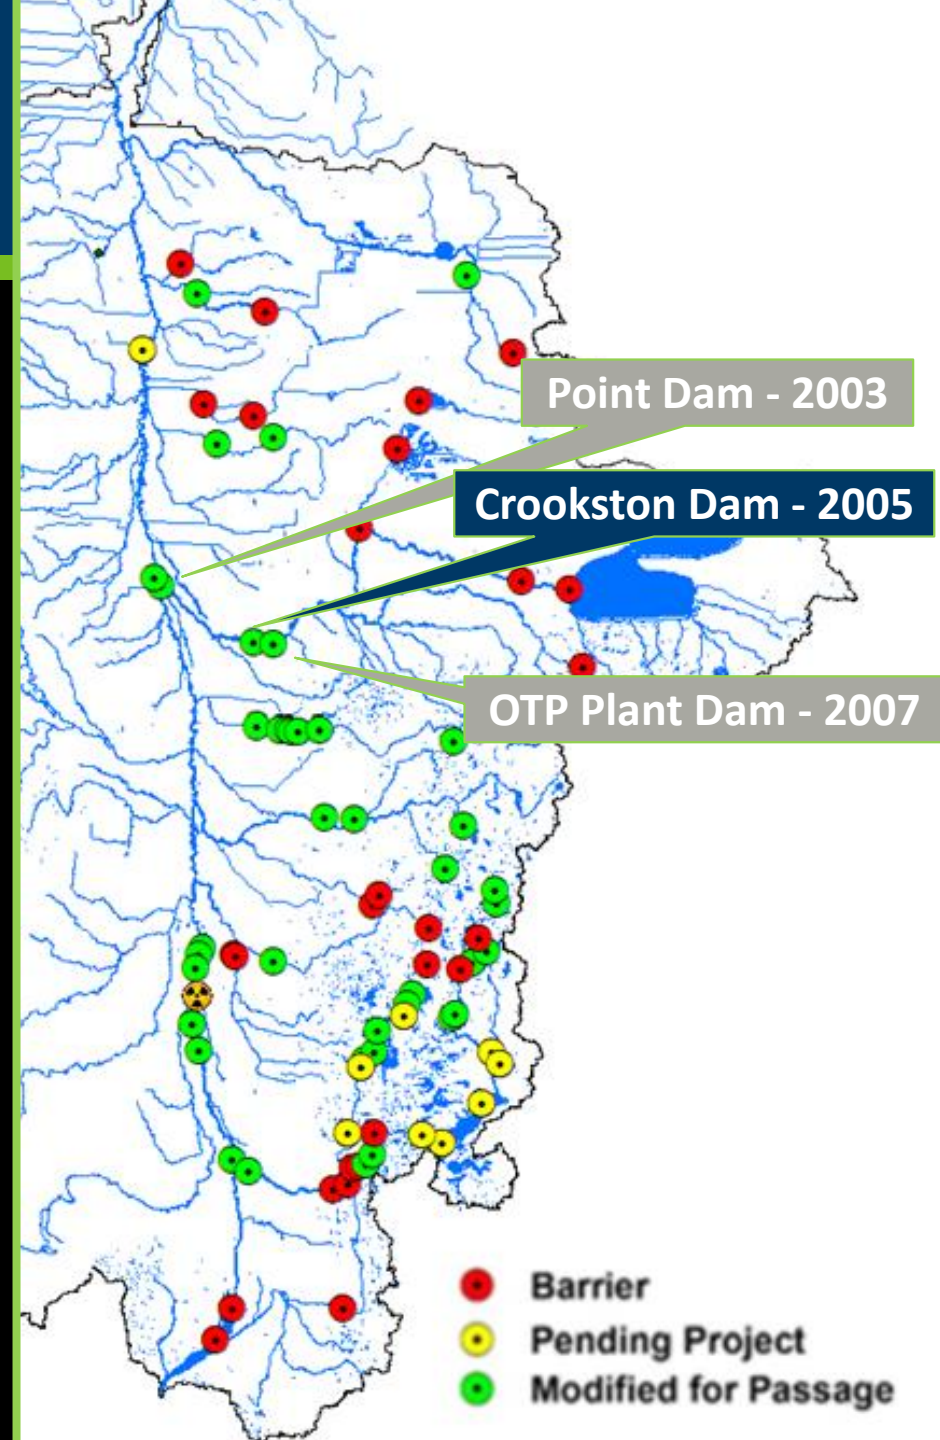 Point Dam - 2003
Crookston Dam - 2005
OTP Plant Dam - 2007
Barrier
Pending Project
Modified for Passage